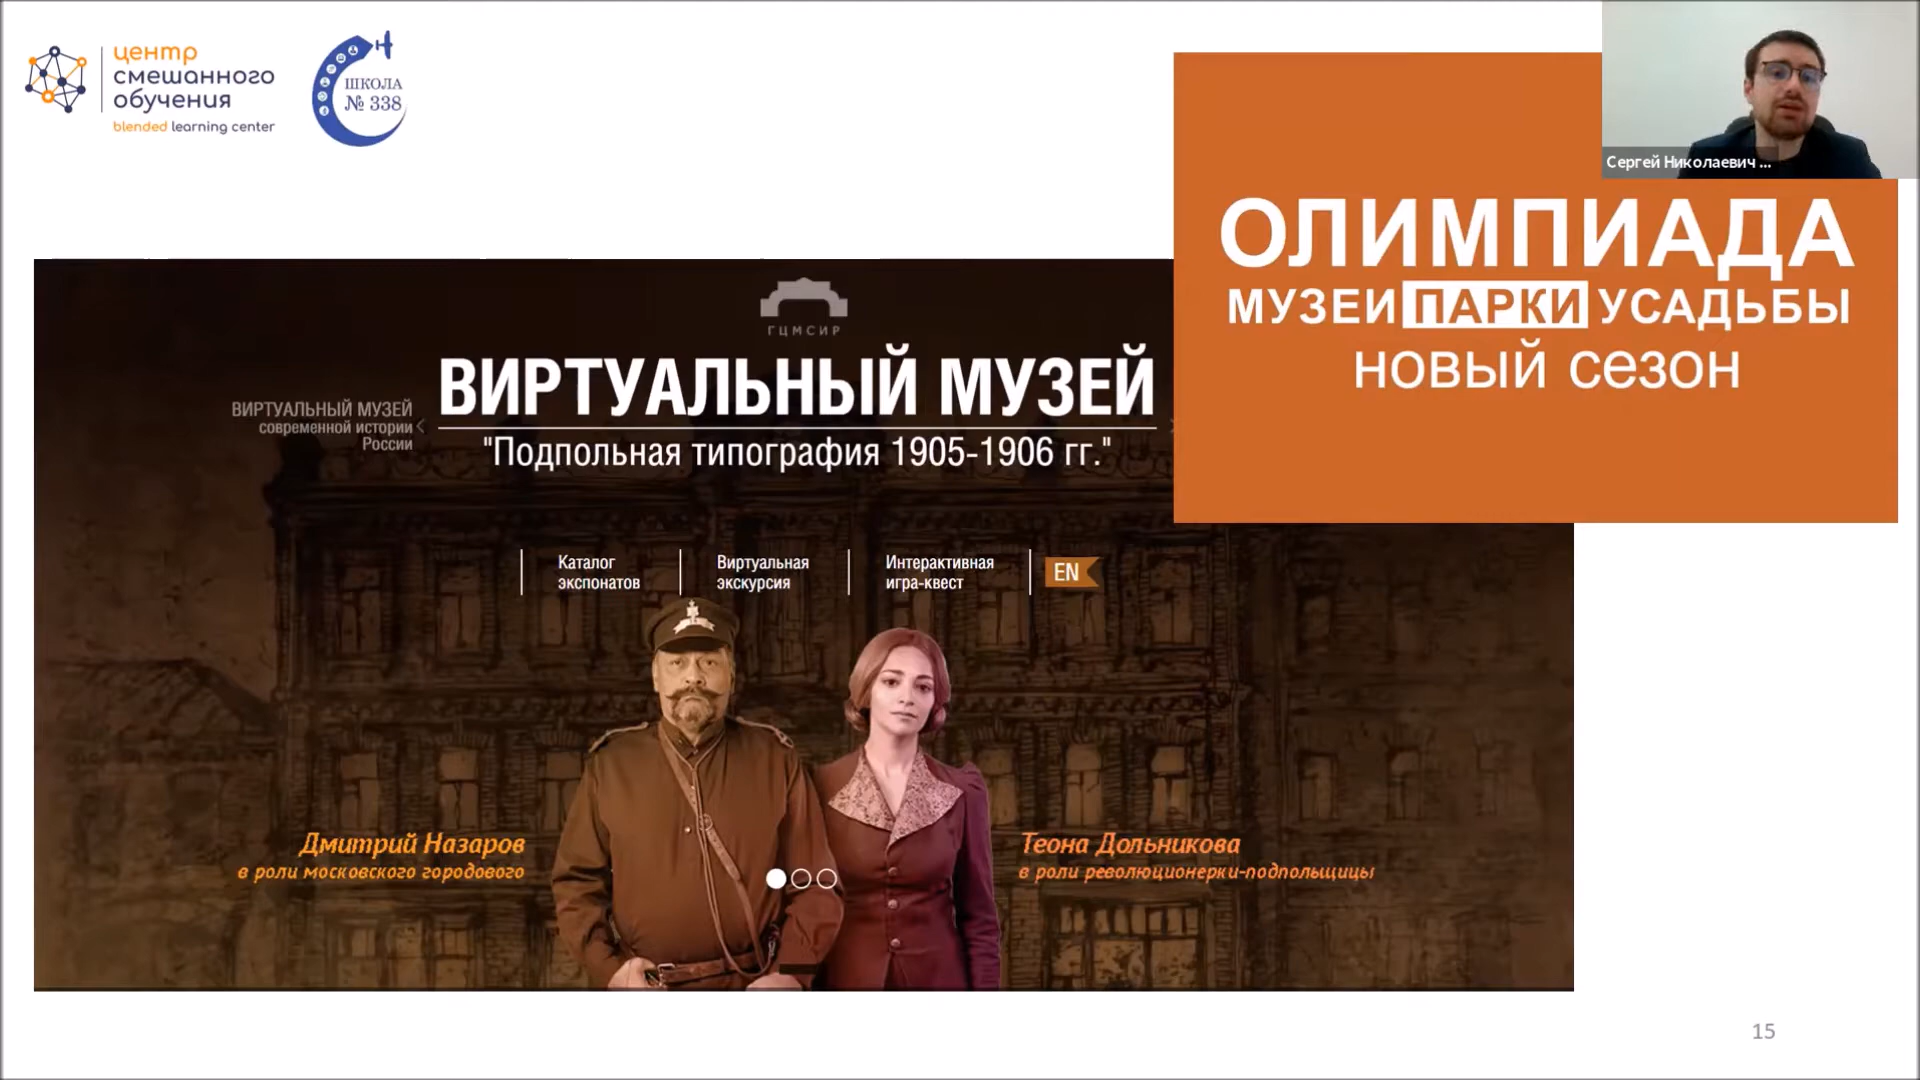 центр
смешанного
обучения
blended learning center
ШКОЛА
№ 338
Сергей Николаевич ...
ОЛИМПИАДА
МУЗЕИ ПАРКИ УСАДЬБЫ
новый сезон
ГЦМСИР
ВИРТУАЛЬНЫЙ МУЗЕЙ
"Подпольная типография 1905-1906 гг."
ВИРТУАЛЬНЫЙ МУЗЕЙ
современной истории
России
Каталог
экспонатов
Виртуальная
экскурсия
Интерактивная
игра-квест
EN
Дмитрий Назаров
в роли московского городового
Теона Дольникова
в роли революционерки-подпольщицы
15